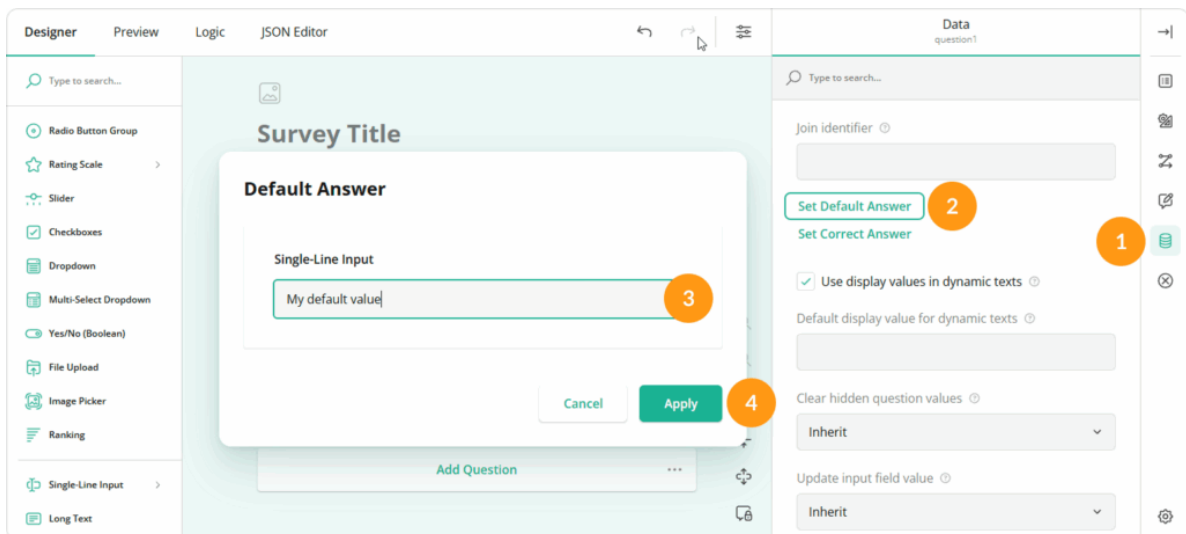 Designer
Preview
Logic
JSON Editor
Type to search...
Radio Button Group
Rating Scale
Slider
Checkboxes
Dropdown
Multi-Select Dropdown
Yes/No (Boolean)
File Upload
Image Picker
Ranking
Single-Line Input
Long Text
Survey Title
Default Answer
Single-Line Input
My default value
3
Cancel
Apply
4
Add Question
Data
question1
Type to search...
Join identifier
Set Default Answer
2
Set Correct Answer
1
Use display values in dynamic texts
Default display value for dynamic texts
Clear hidden question values
Inherit
Update input field value
Inherit